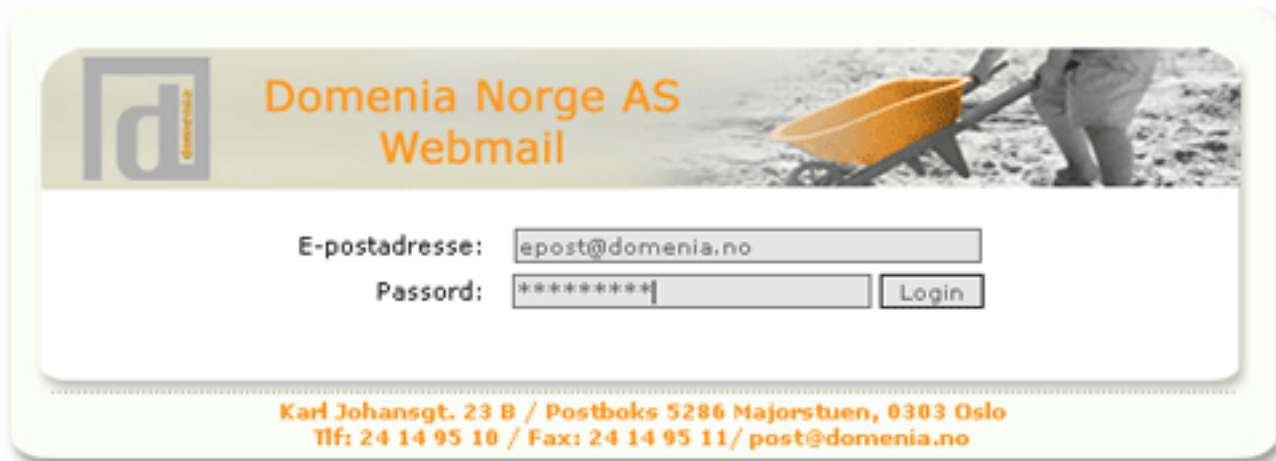 domenia
Domenia Norge AS
Webmail
E-postadresse: epost@domenia.no
Passord: ********* Login
Karl Johansgt. 23 B / Postboks 5286 Majorstuen, 0303 Oslo
Tlf: 24 14 95 10 / Fax: 24 14 95 11/ post@domenia.no